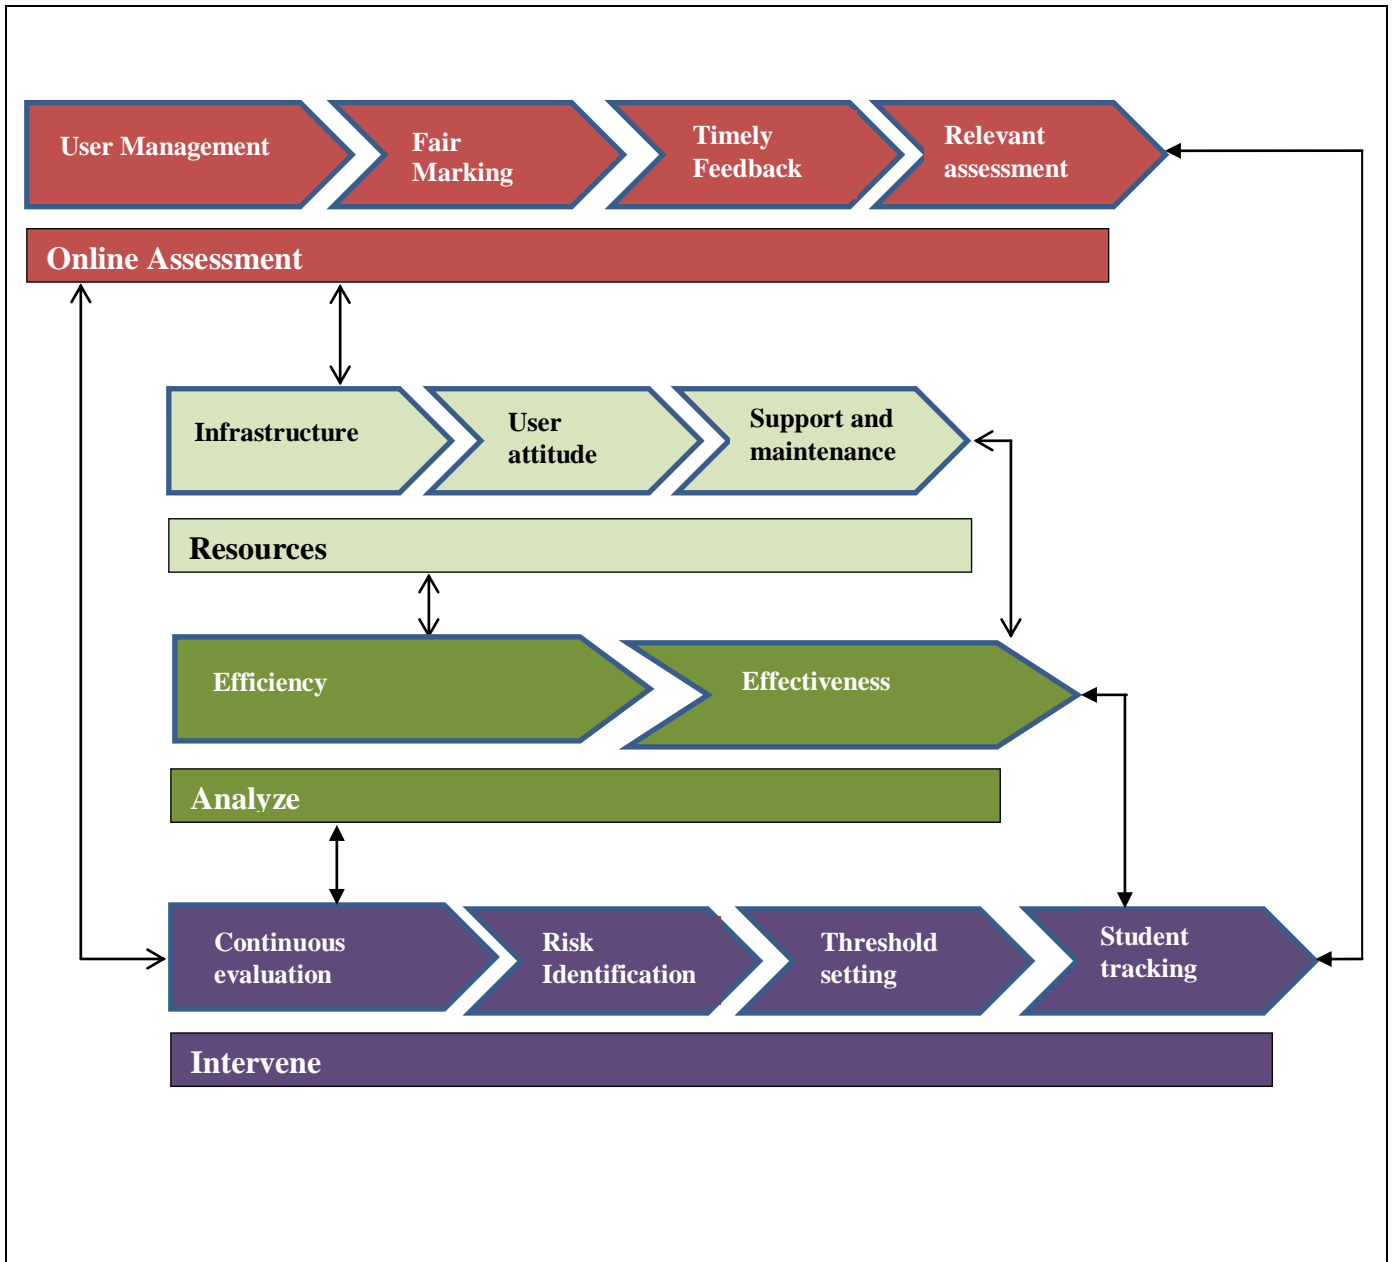 User Management
Fair
Marking
Timely
Feedback
Relevant
assessment
Online Assessment
Infrastructure
User
attitude
Support and
maintenance
Resources
Efficiency
Effectiveness
Analyze
Continuous
evaluation
Risk
Identification
Threshold
setting
Student
tracking
Intervene